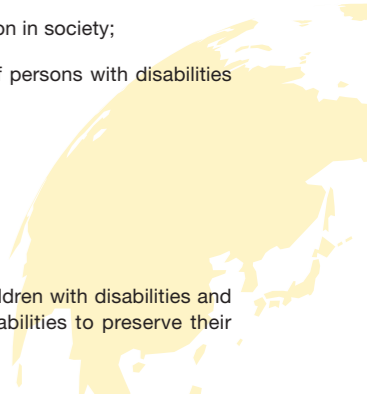 on in society;
f persons with disabilities
ldren with disabilities and
abilities to preserve their